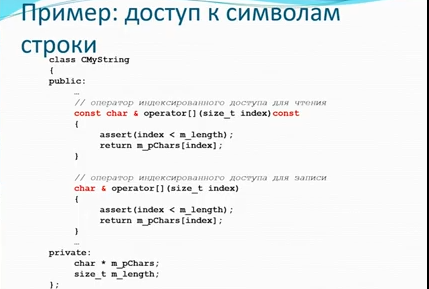 Пример: доступ к символам
строки
class CMyString
{
public:
…
// оператор индексированного доступа для чтения
const char & operator[](size_t index)const
{
assert(index < m_length);
return m_pChars[index];
}
// оператор индексированного доступа для записи
char & operator[](size_t index)
{
assert(index < m_length);
return m_pChars[index];
}
…
private:
char * m_pChars;
size_t m_length;
};